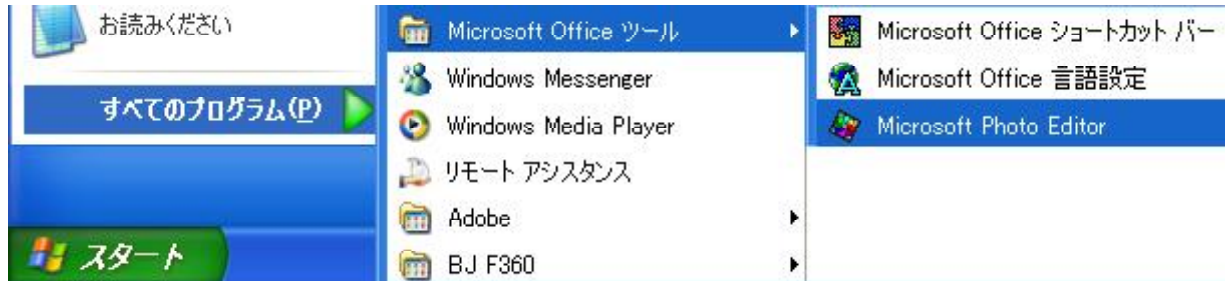 お読みください
すべてのプログラム(P)
スタート
Microsoft Office ツール
Windows Messenger
Windows Media Player
リモート アシスタンス
Adobe
BJ F360
Microsoft Office ショートカット バー
Microsoft Office 言語設定
Microsoft Photo Editor